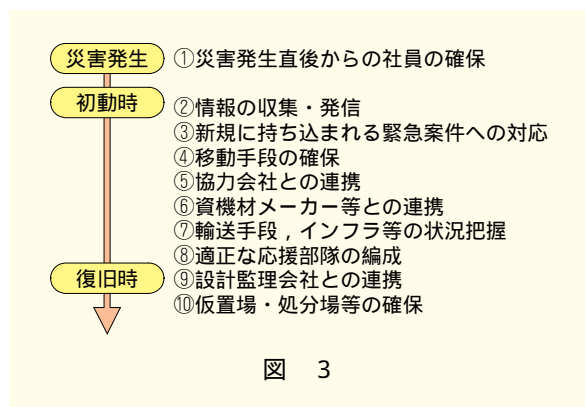 災害発生 ①災害発生直後からの社員の確保
初動時 ②情報の収集・発信
③新規に持ち込まれる緊急案件への対応
④移動手段の確保
⑤協力会社との連携
⑥資機材メーカー等との連携
⑦輸送手段，インフラ等の状況把握
⑧適正な応援部隊の編成
復旧時 ⑨設計監理会社との連携
⑩仮置場・処分場等の確保
図　3